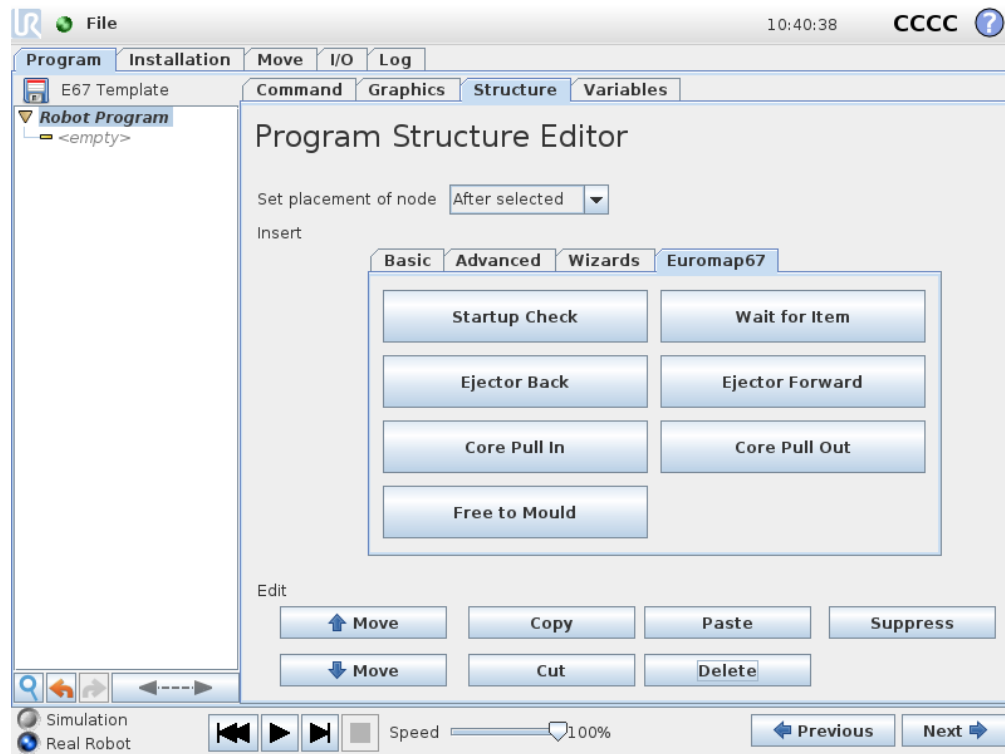 UR File 10:40:38 CCCC ?
Program Installation Move I/O Log
E67 Template
Command Graphics Structure Variables
Robot Program
<empty>
Program Structure Editor
Set placement of node After selected
Insert
Basic Advanced Wizards Euromap67
Startup Check Wait for Item
Ejector Back Ejector Forward
Core Pull In Core Pull Out
Free to Mould
Edit
Move Copy Paste Suppress
Move Cut Delete
Simulation
Real Robot
Speed 100%
Previous Next